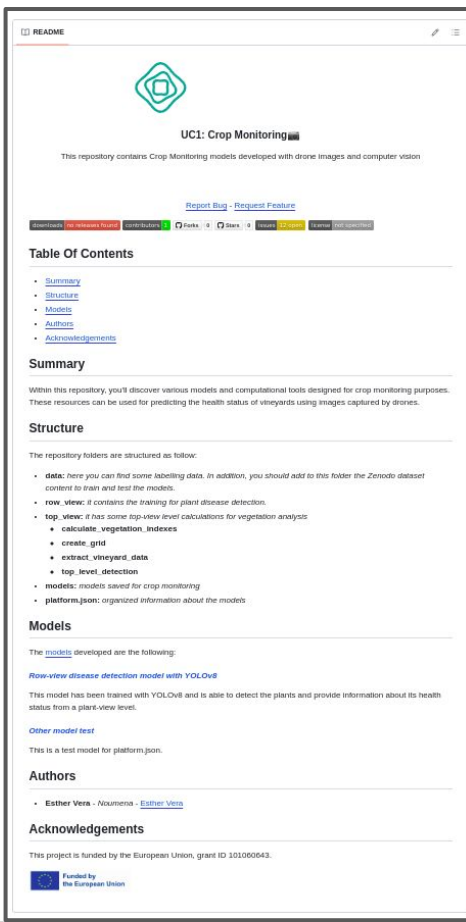 README
UC1: Crop Monitoring
This repository contains Crop Monitoring models developed with drone images and computer vision
Report Bug - Request Feature
downloads no releases found contributors 1 Forks 0 Stars 0 issues 12 open license not specified
Table Of Contents
Summary
Structure
Models
Authors
Acknowledgements
Summary
Within this repository, you'll discover various models and computational tools designed for crop monitoring purposes.
These resources can be used for predicting the health status of vineyards using images captured by drones.
Structure
The repository folders are structured as follow:
data: here you can find some labelling data. In addition, you should add to this folder the Zenodo dataset
content to train and test the models.
row_view: it contains the training for plant disease detection.
top_view: it has some top-view level calculations for vegetation analysis
calculate_vegetation_indexes
create_grid
extract_vineyard_data
top_level_detection
models: models saved for crop monitoring
platform.json: organized information about the models
Models
The models developed are the following:
Row-view disease detection model with YOLOv8
This model has been trained with YOLOv8 and is able to detect the plants and provide information about its health
status from a plant-view level.
Other model test
This is a test model for platform.json.
Authors
Esther Vera - Noumena - Esther Vera
Acknowledgements
This project is funded by the European Union, grant ID 101060643.
Funded by
the European Union